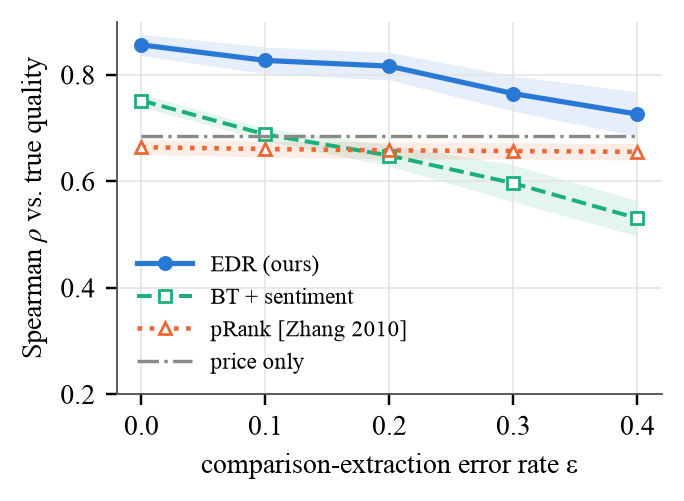 Spearman ρ vs. true quality
0.8
0.6
0.4
0.2
EDR (ours)
BT + sentiment
pRank [Zhang 2010]
price only
0.0 0.1 0.2 0.3 0.4
comparison-extraction error rate ε